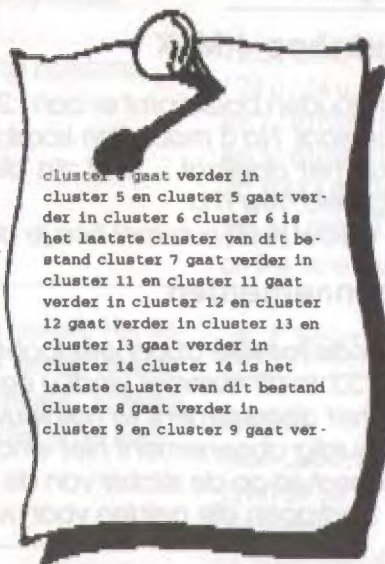 cluster 4 gaat verder in
cluster 5 en cluster 5 gaat ver-
der in cluster 6 cluster 6 is
het laatste cluster van dit be-
stand cluster 7 gaat verder in
cluster 11 en cluster 11 gaat
verder in cluster 12 en cluster
12 gaat verder in cluster 13 en
cluster 13 gaat verder in
cluster 14 cluster 14 is het
laatste cluster van dit bestand
cluster 8 gaat verder in
cluster 9 en cluster 9 gaat ver-